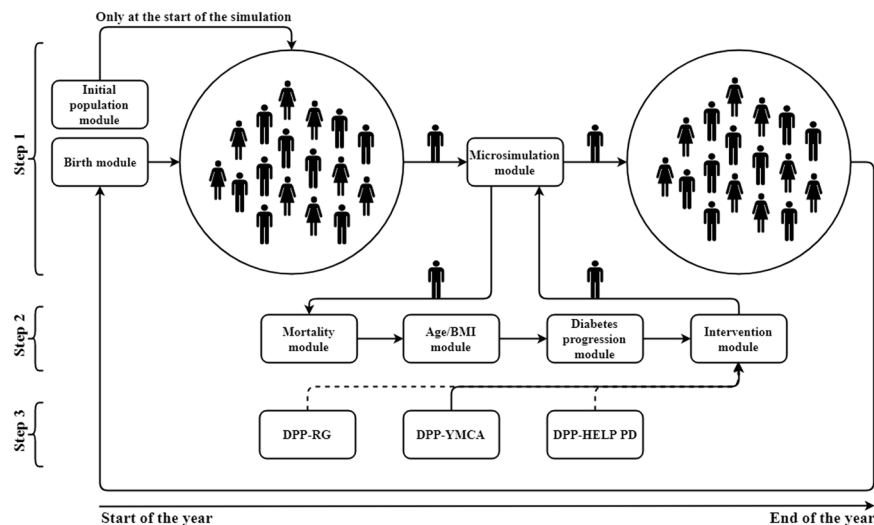 Only at the start of the simulation
Step 1
Initial
population
module
Birth module
Microsimulation
module
Step 2
Mortality
module
Age/BMI
module
Diabetes
progression
module
Intervention
module
Step 3
DPP-RG
DPP-YMCA
DPP-HELP PD
Start of the year
End of the year